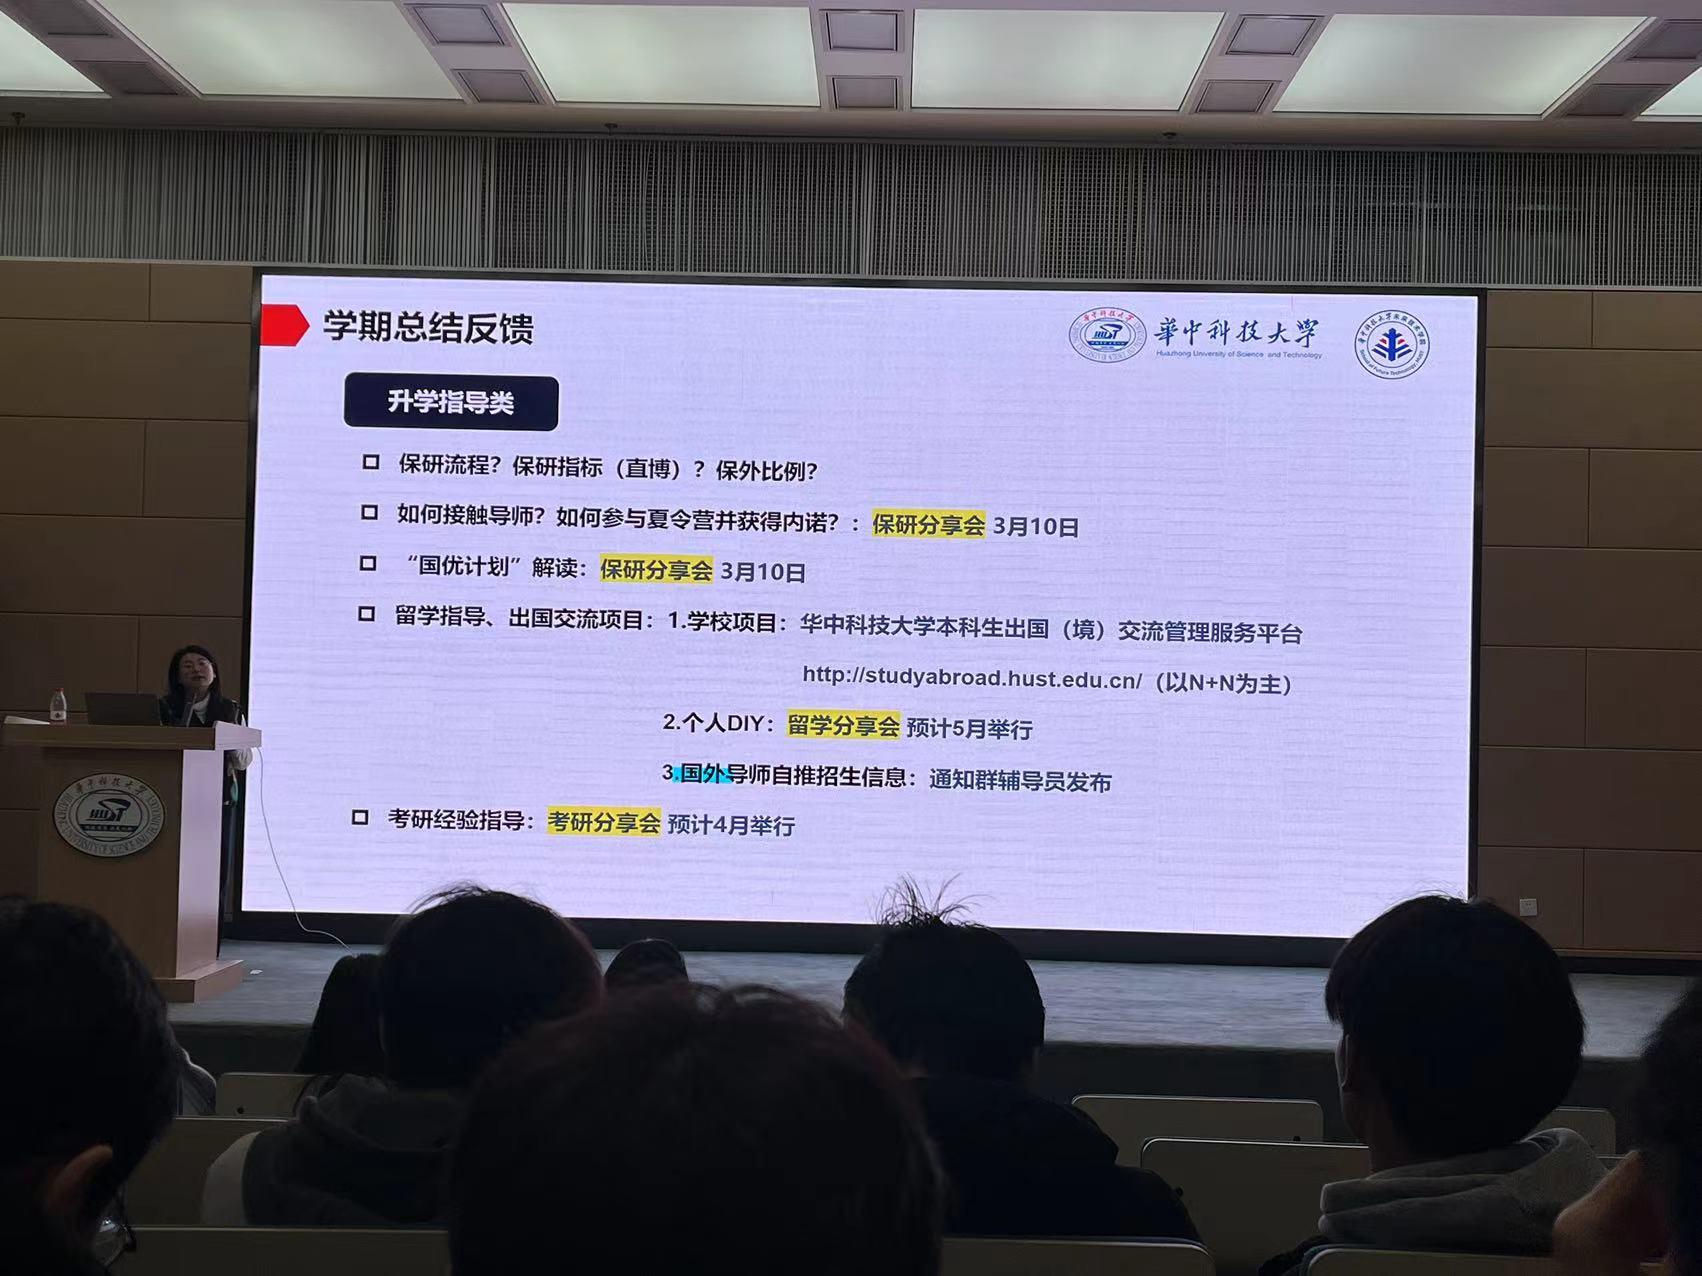 学期总结反馈
華中科技大学
Huazhong University of Science and Technology
升学指导类
保研流程？保研指标（直博）？保外比例？
如何接触导师？如何参与夏令营并获得内诺？：保研分享会 3月10日
“国优计划”解读：保研分享会 3月10日
留学指导、出国交流项目：1.学校项目：华中科技大学本科生出国（境）交流管理服务平台
http://studyabroad.hust.edu.cn/（以N+N为主）
2.个人DIY：留学分享会 预计5月举行
3.国外导师自推招生信息：通知群辅导员发布
考研经验指导：考研分享会 预计4月举行
HUST